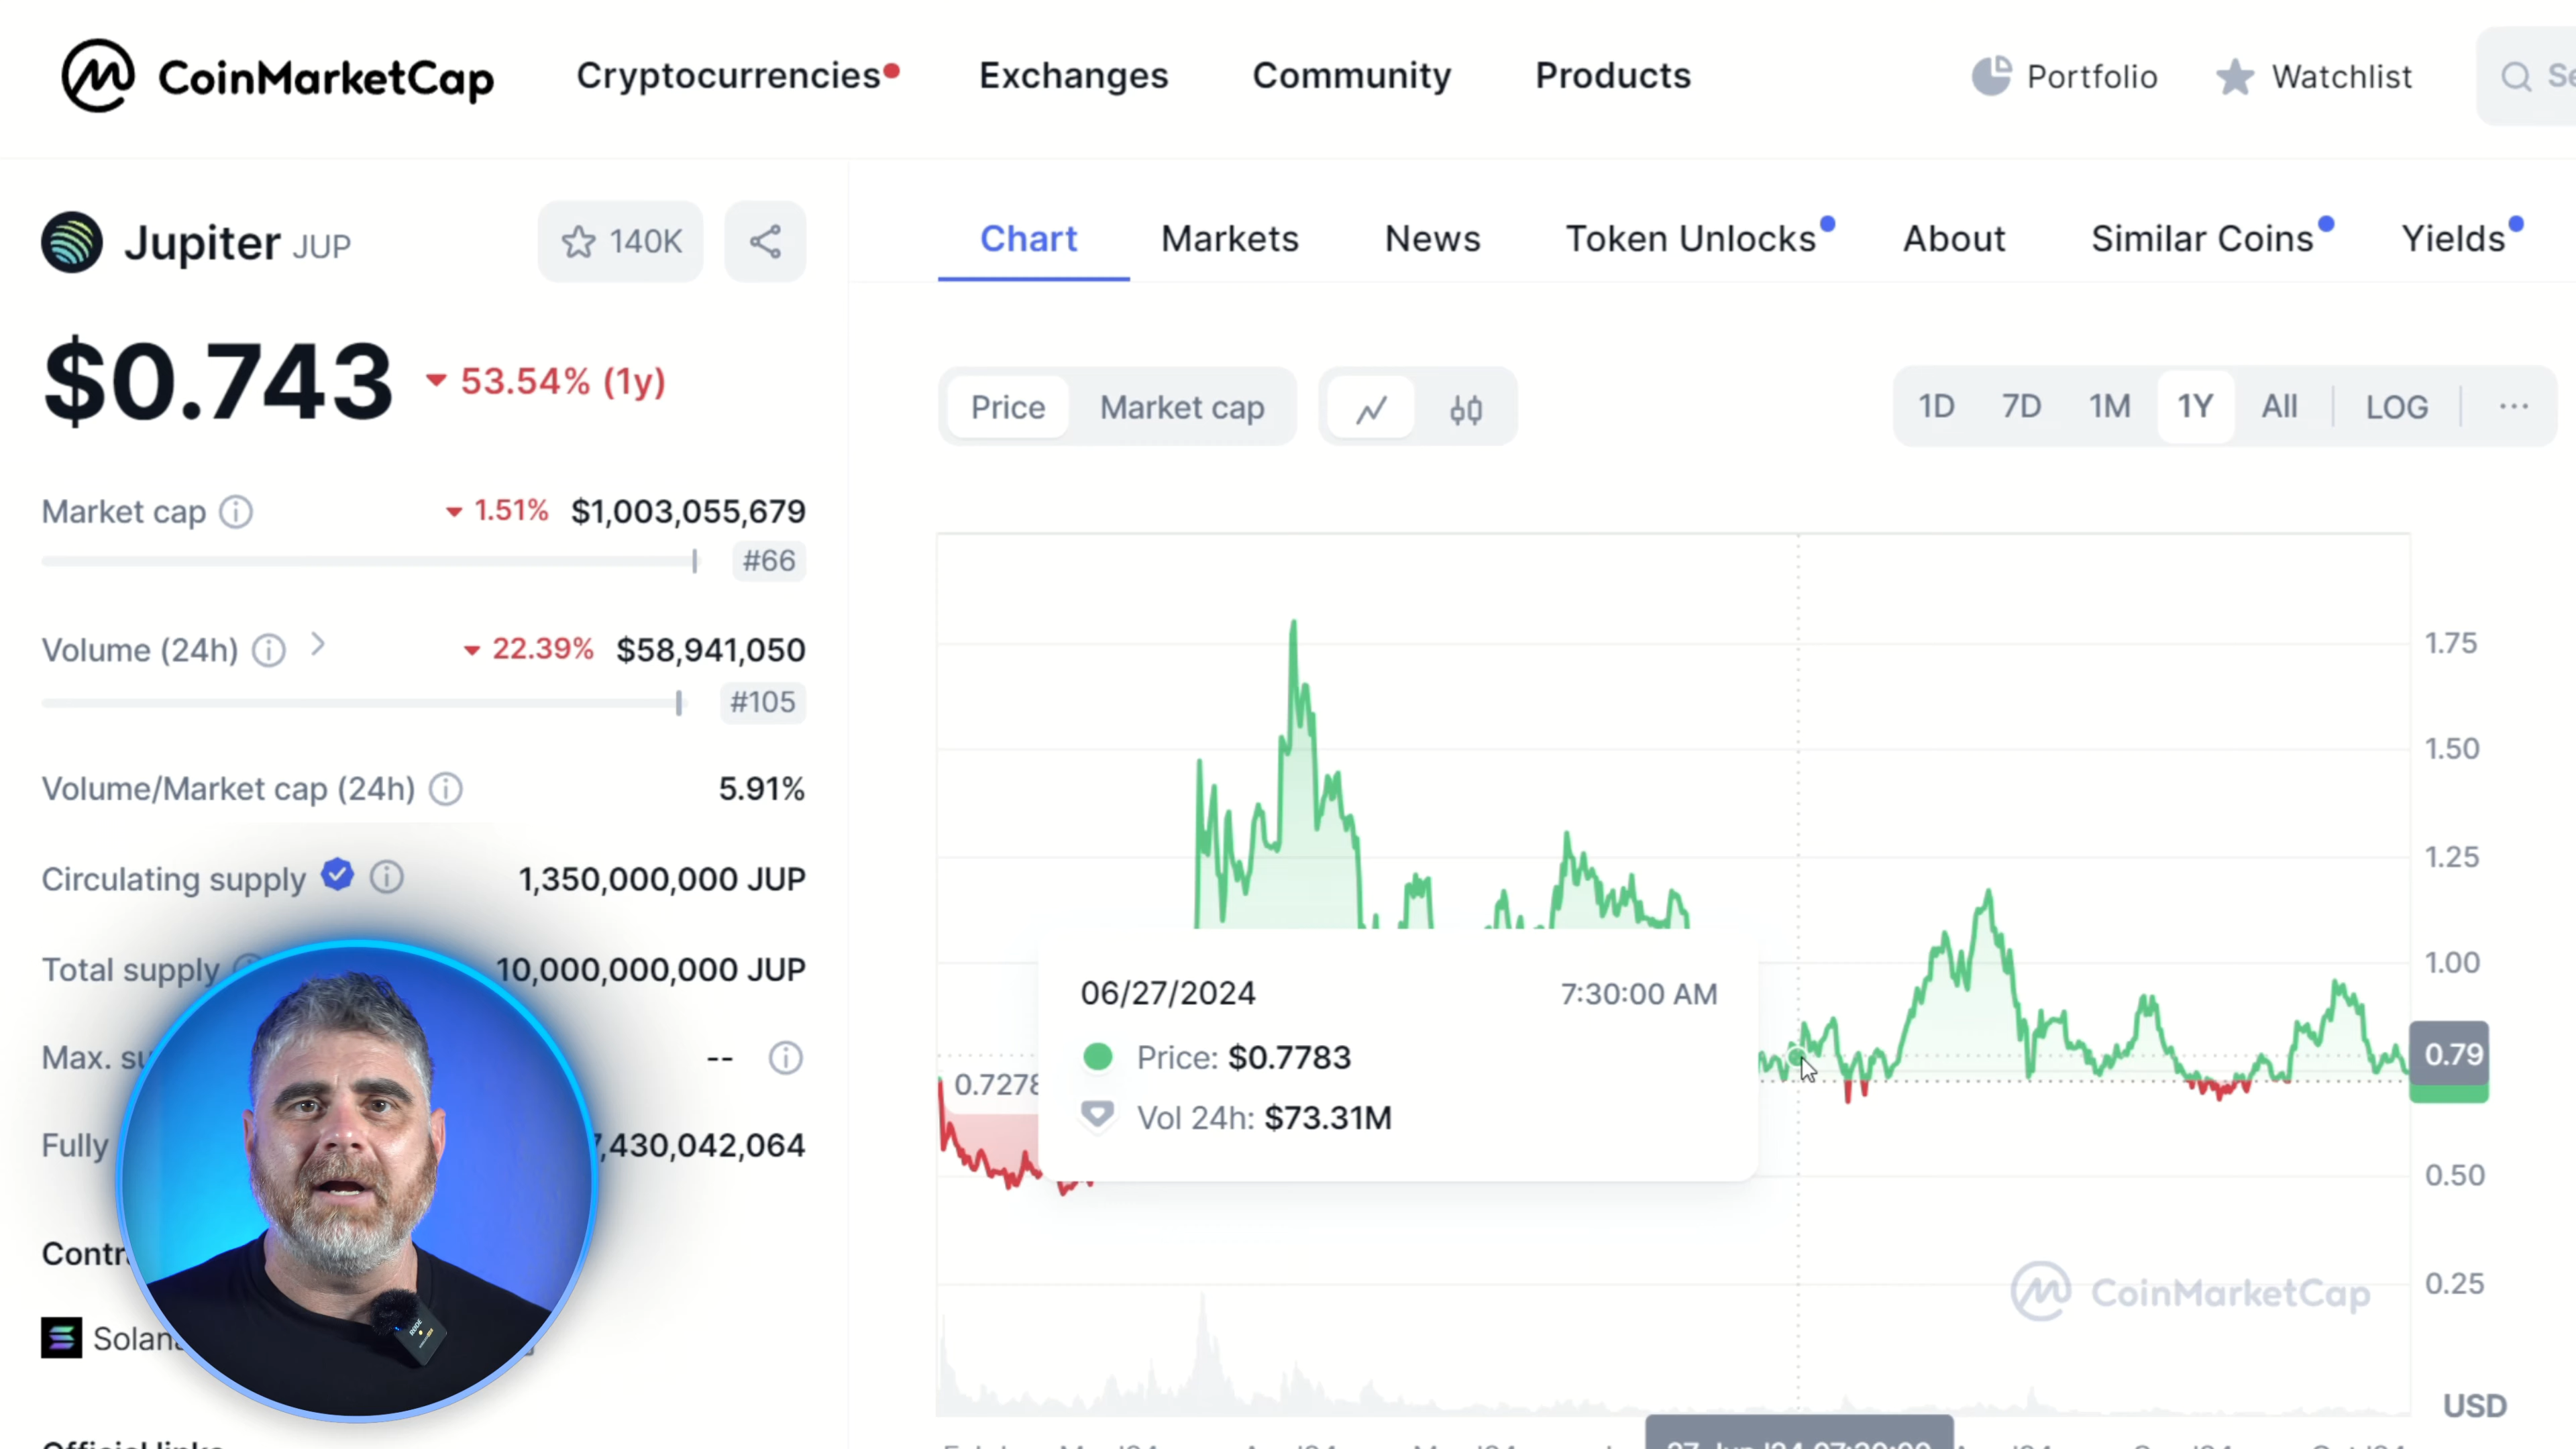 CoinMarketCap Cryptocurrencies Exchanges Community Products Portfolio Watchlist
Jupiter JUP 140K
Chart Markets News Token Unlocks About Similar Coins Yields
$0.743 53.54% (1y)
Price Market cap 1D 7D 1M 1Y All LOG ...
Market cap 1.51% $1,003,055,679
#66
Volume (24h) 22.39% $58,941,050
#105
Volume/Market cap (24h) 5.91%
Circulating supply 1,350,000,000 JUP
Total supply 10,000,000,000 JUP
Max. --
Fully ,430,042,064
Solana
1.75
1.50
1.25
1.00
0.79
0.50
0.25
USD
0.7278
06/27/2024 7:30:00 AM
Price: $0.7783
Vol 24h: $73.31M
CoinMarketCap
RODE